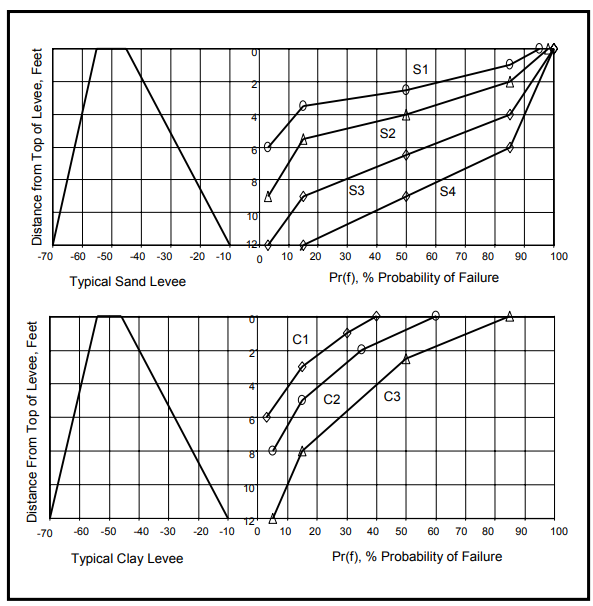 Distance from Top of Levee, Feet
0
2
4
6
8
10
12
S1
S2
S3
S4
-70 -60 -50 -40 -30 -20 -10 0 10 20 30 40 50 60 70 80 90 100
Typical Sand Levee
Pr(f), % Probability of Failure
Distance From Top of Levee, Feet
0
2
4
6
8
10
12
C1
C2
C3
-70 -60 -50 -40 -30 -20 -10 0 10 20 30 40 50 60 70 80 90 100
Typical Clay Levee
Pr(f), % Probability of Failure